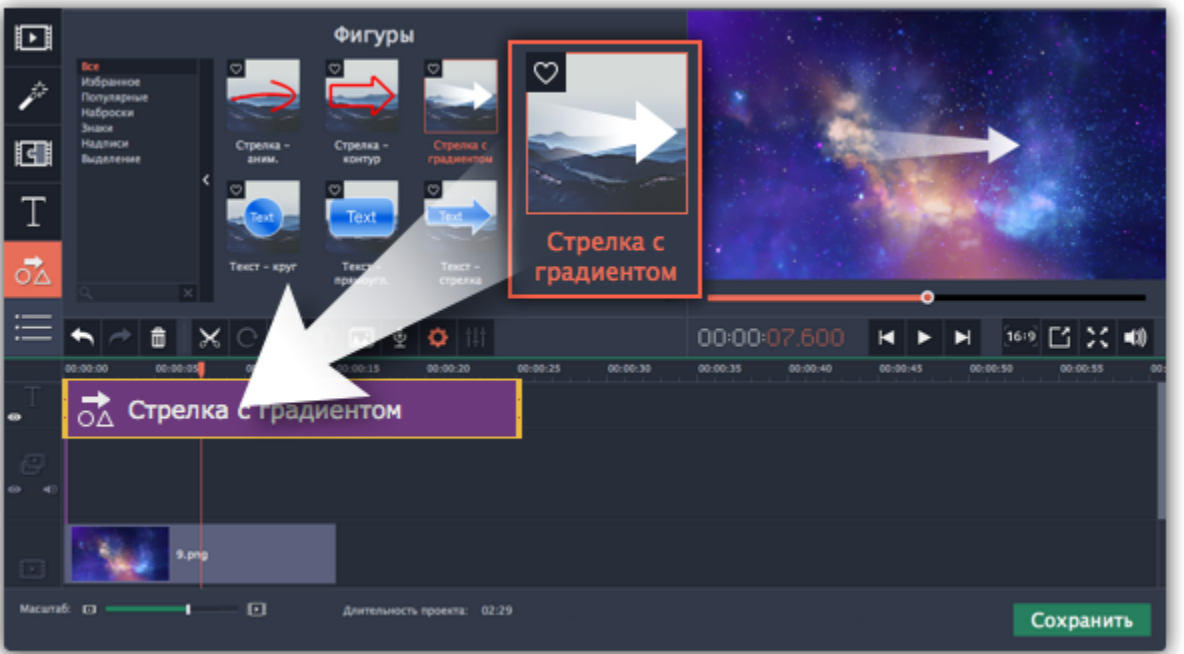 Фигуры
Все
Избранное
Популярные
Наброски
Знаки
Надписи
Выделение
Стрелка –
аним.
Стрелка –
контур
Стрелка с
градиентом
Text
Text
Text
Текст – круг
Текст –
прямоугл.
Текст –
стрелка
Стрелка с
градиентом
T
00:00:07.600
16:9
00:00:00
00:00:05
00:00:15
00:00:20
00:00:25
00:00:30
00:00:35
00:00:40
00:00:45
00:00:50
00:00:55
T
Стрелка с градиентом
9.png
Масштаб:
Длительность проекта: 02:29
Сохранить